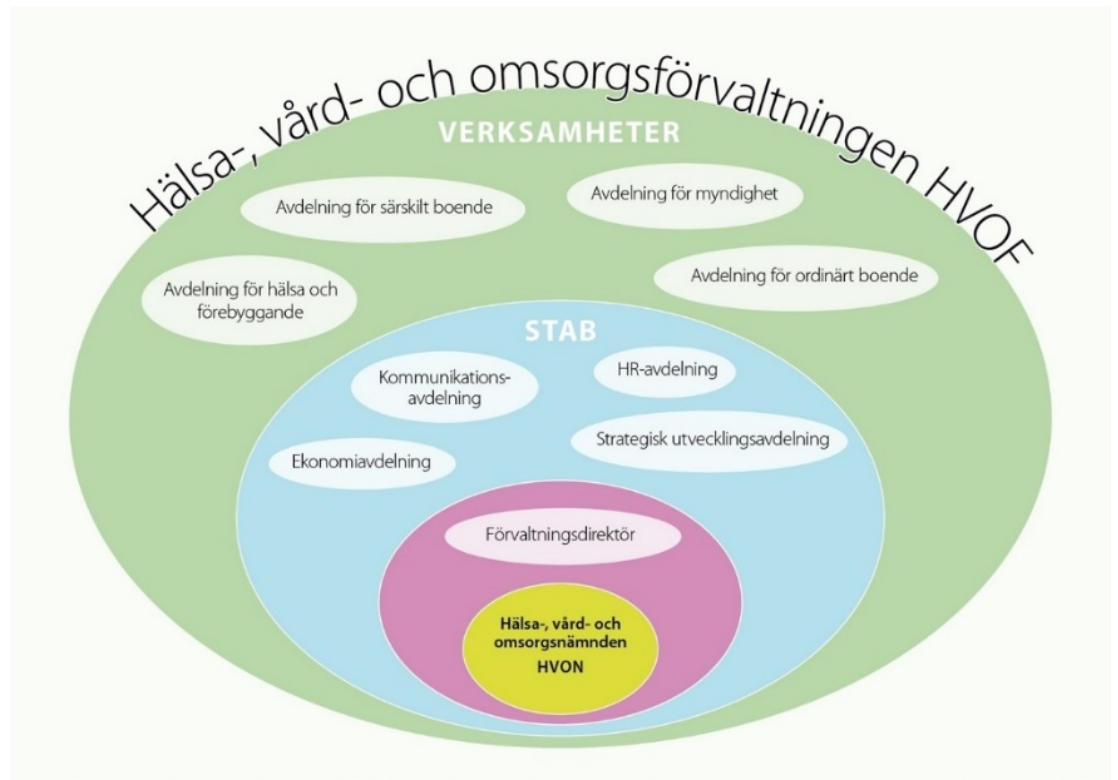 Hälsa-, vård- och omsorgsförvaltningen HVOF
VERKSAMHETER
Avdelning för särskilt boende
Avdelning för myndighet
Avdelning för hälsa och
förebyggande
Avdelning för ordinärt boende
STAB
Kommunikations-
avdelning
HR-avdelning
Ekonomiavdelning
Strategisk utvecklingsavdelning
Förvaltningsdirektör
Hälsa-, vård- och
omsorgsnämnden
HVON